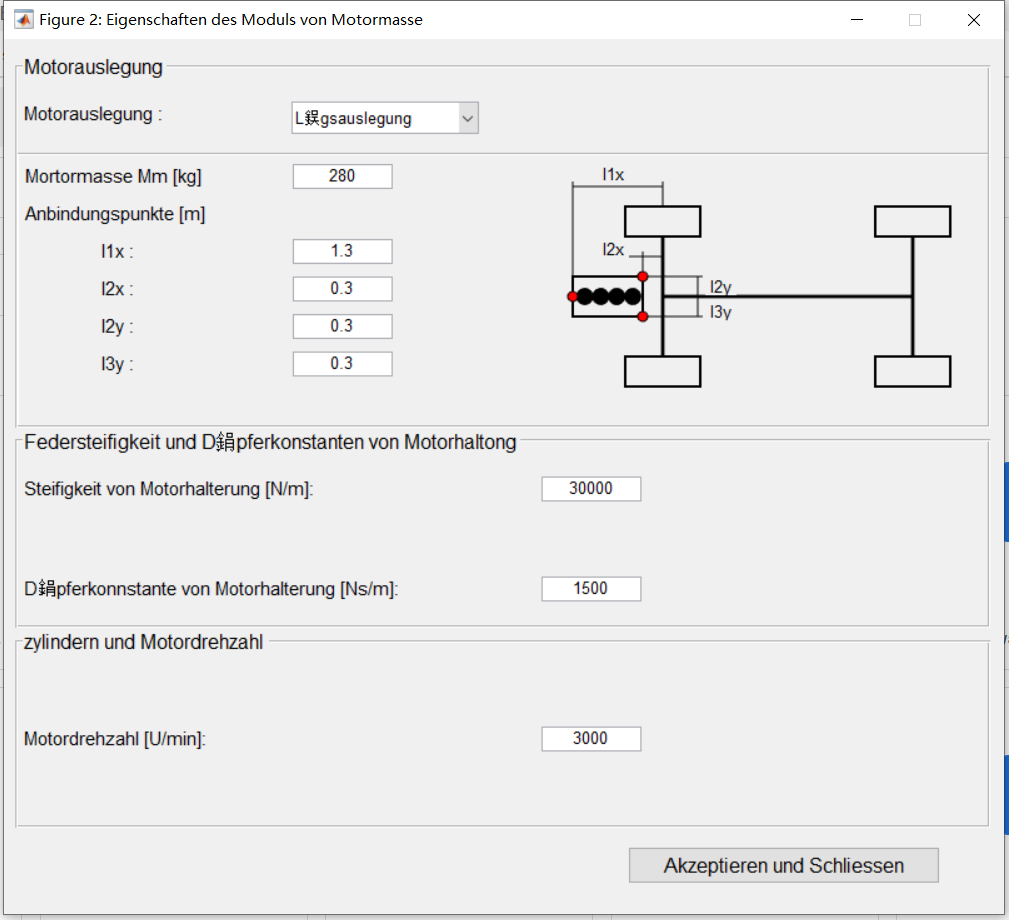 Figure 2: Eigenschaften des Moduls von Motormasse
Motorauslegung
Motorauslegung :
L鋘gsauslegung
Mortormasse Mm [kg]
280
Anbindungspunkte [m]
l1x :
1.3
l2x :
0.3
l2y :
0.3
l3y :
0.3
l1x
l2x
l2y
l3y
Federsteifigkeit und D鋗pferkonstanten von Motorhaltong
Steifigkeit von Motorhalterung [N/m]:
30000
D鋗pferkonnstante von Motorhalterung [Ns/m]:
1500
zylindern und Motordrehzahl
Motordrehzahl [U/min]:
3000
Akzeptieren und Schliessen